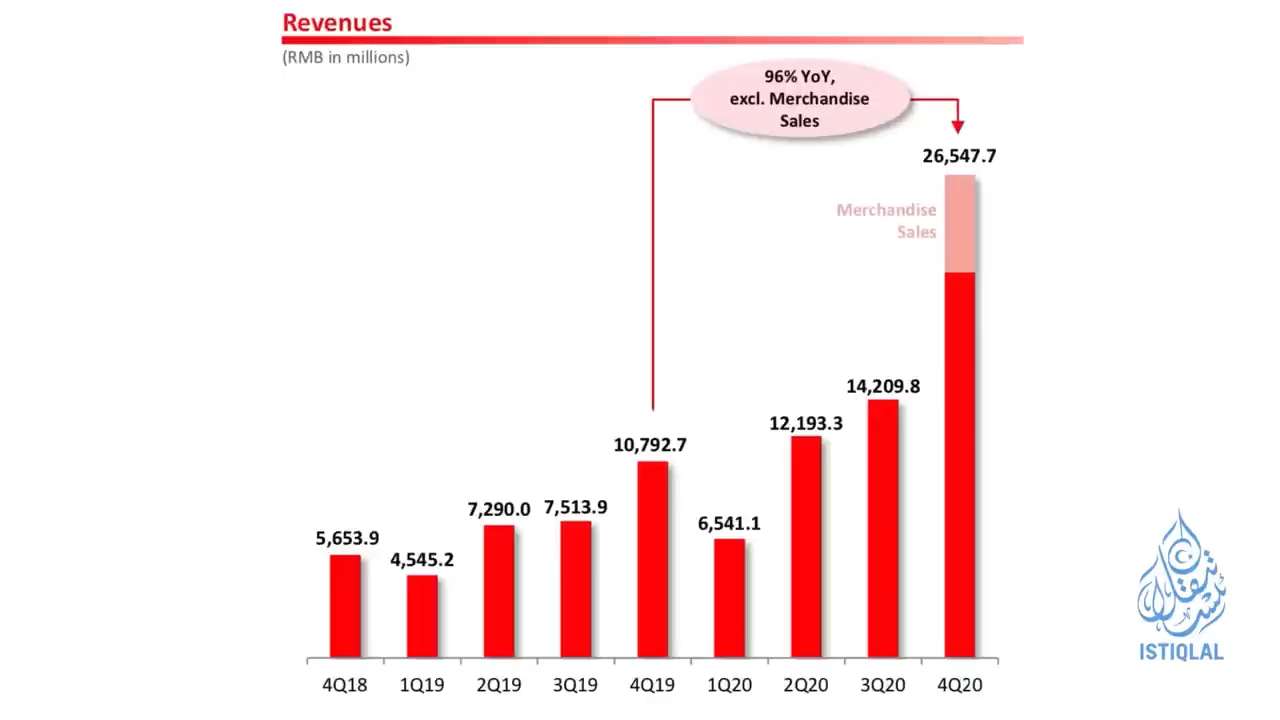 Revenues
(RMB in millions)
96% YoY,
excl. Merchandise
Sales
26,547.7
Merchandise
Sales
14,209.8
12,193.3
10,792.7
7,290.0
7,513.9
6,541.1
5,653.9
4,545.2
4Q18
1Q19
2Q19
3Q19
4Q19
1Q20
2Q20
3Q20
4Q20
ISTIQLAL